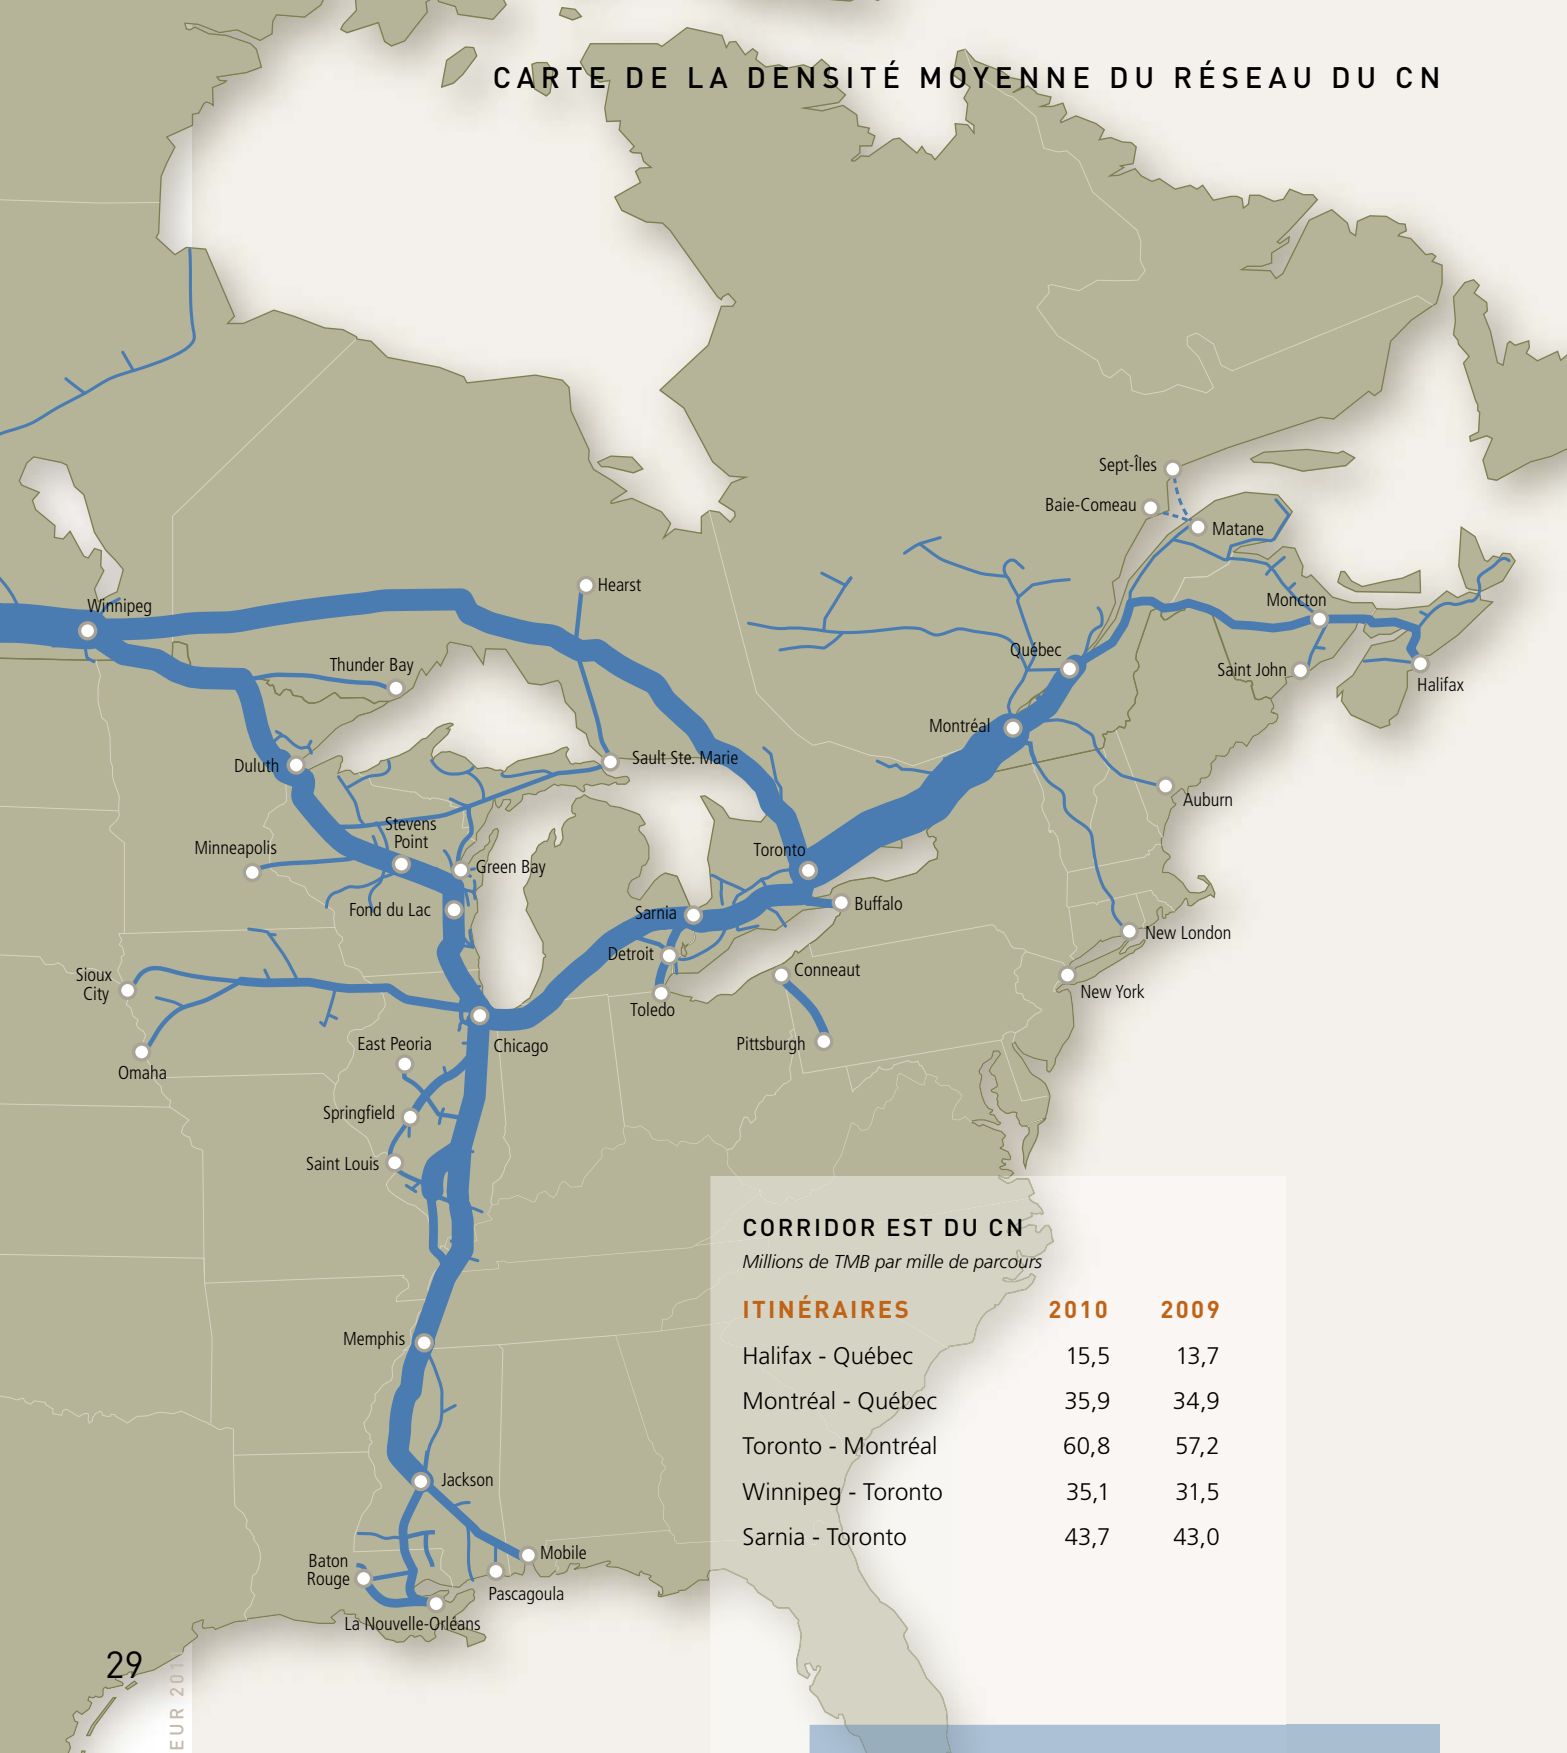 CARTE DE LA DENSITÉ MOYENNE DU RÉSEAU DU CN
Sept-Îles
Baie-Comeau
Matane
Hearst
Winnipeg
Moncton
Québec
Thunder Bay
Saint John
Halifax
Montréal
Sault Ste. Marie
Duluth
Auburn
Stevens
Point
Minneapolis
Toronto
Green Bay
Buffalo
Fond du Lac
Sarnia
New London
Detroit
Conneaut
Sioux
City
New York
Toledo
East Peoria
Chicago
Pittsburgh
Omaha
Springfield
Saint Louis
Memphis
Jackson
Baton
Rouge
Mobile
Pascagoula
La Nouvelle-Orléans
CORRIDOR EST DU CN
Millions de TMB par mille de parcours
ITINÉRAIRES 2010 2009
Halifax - Québec 15,5 13,7
Montréal - Québec 35,9 34,9
Toronto - Montréal 60,8 57,2
Winnipeg - Toronto 35,1 31,5
Sarnia - Toronto 43,7 43,0
29